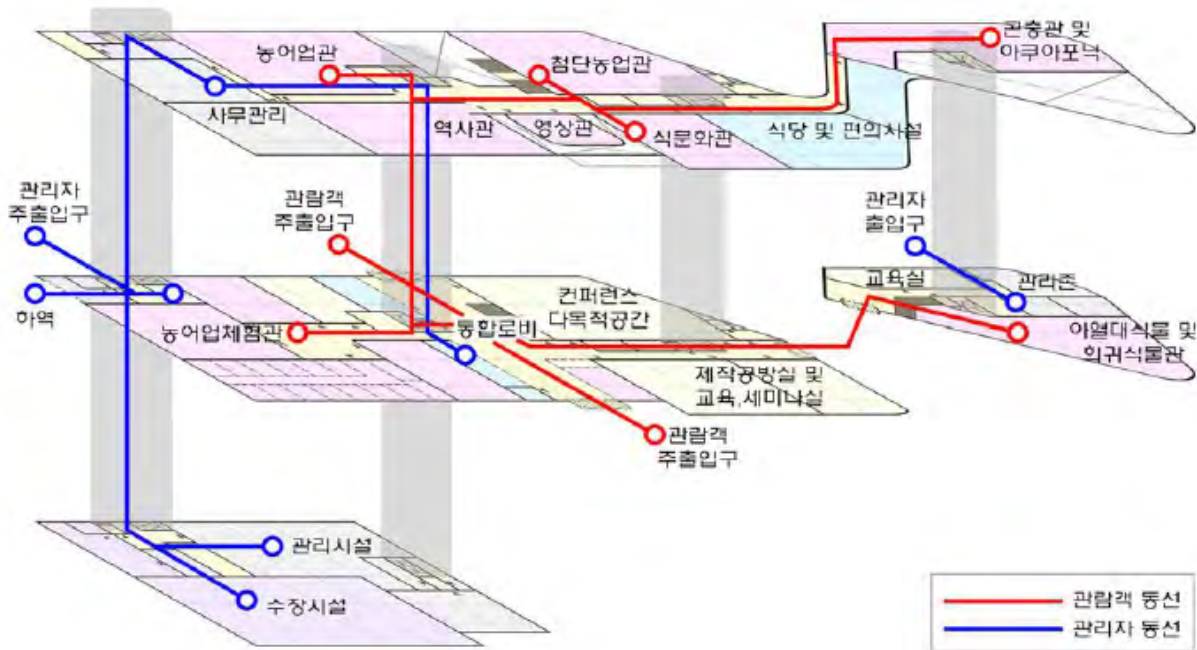 농어업관
첨단농업관
곤충관 및
아쿠아포닉
사무관리
역사관
영상관
식문화관
식당 및 편의시설
관리자
주출입구
관람객
주출입구
관리자
출입구
하역
농어업체험관
통합로비
컨퍼런스
다목적공간
교육실
관리존
아열대식물 및
희귀식물관
제작공방실 및
교육,세미나실
관람객
주출입구
관리시설
수장시설
관람객 동선
관리자 동선